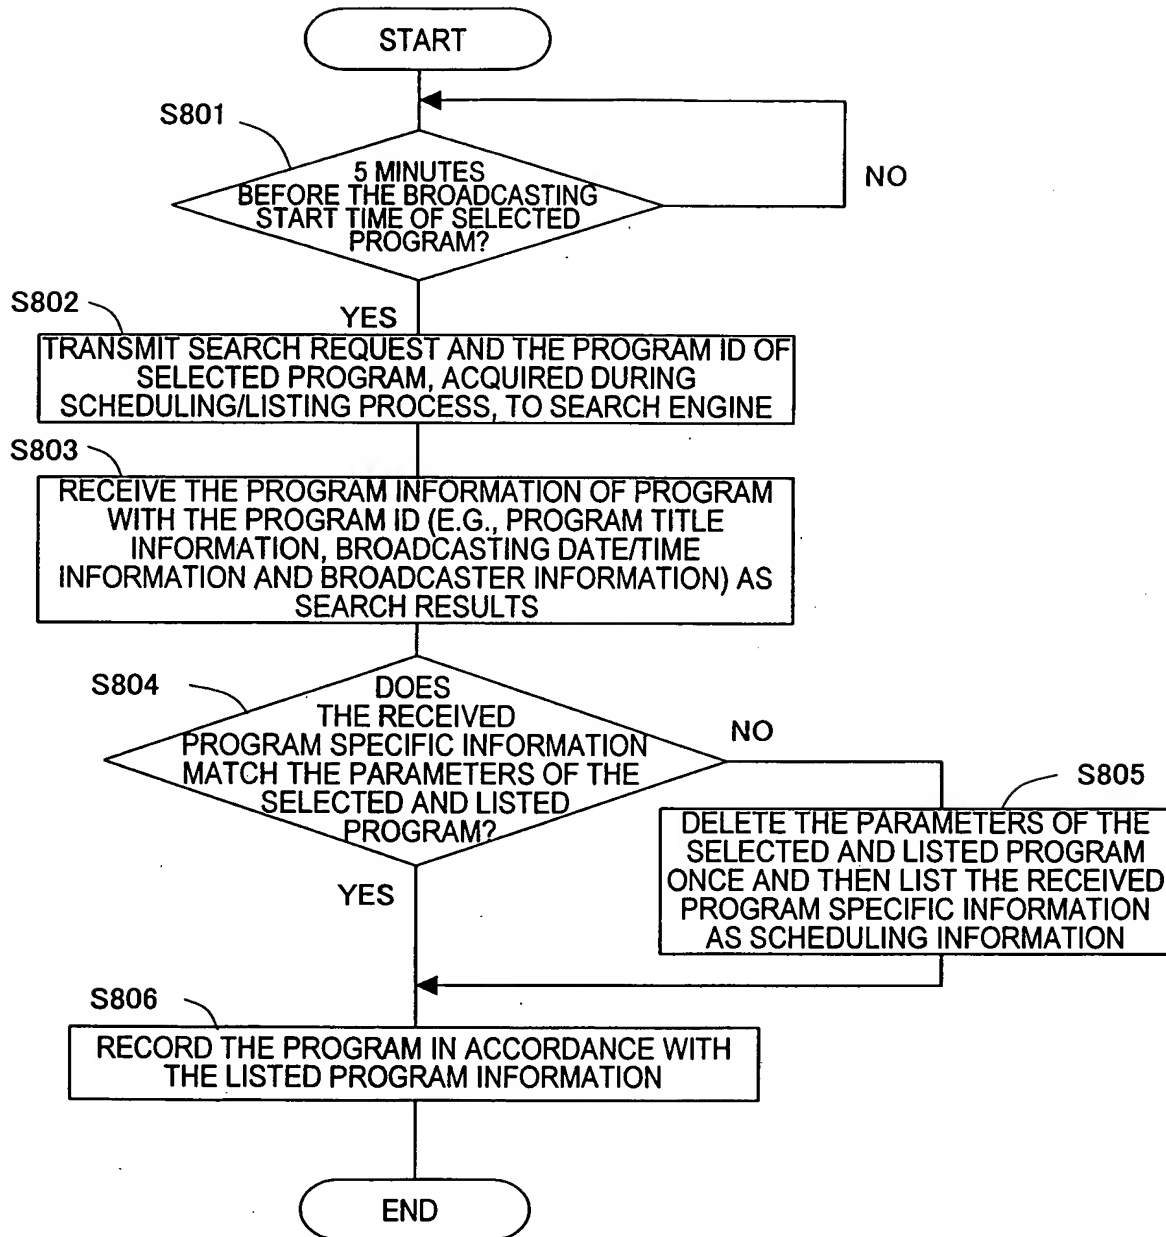 START
S801
5 MINUTES
BEFORE THE BROADCASTING
START TIME OF SELECTED
PROGRAM?
NO
S802
YES
TRANSMIT SEARCH REQUEST AND THE PROGRAM ID OF
SELECTED PROGRAM, ACQUIRED DURING
SCHEDULING/LISTING PROCESS, TO SEARCH ENGINE
S803
RECEIVE THE PROGRAM INFORMATION OF PROGRAM
WITH THE PROGRAM ID (E.G., PROGRAM TITLE
INFORMATION, BROADCASTING DATE/TIME
INFORMATION AND BROADCASTER INFORMATION) AS
SEARCH RESULTS
S804
DOES
THE RECEIVED
PROGRAM SPECIFIC INFORMATION
MATCH THE PARAMETERS OF THE
SELECTED AND LISTED
PROGRAM?
NO
S805
DELETE THE PARAMETERS OF THE
SELECTED AND LISTED PROGRAM
ONCE AND THEN LIST THE RECEIVED
PROGRAM SPECIFIC INFORMATION
AS SCHEDULING INFORMATION
YES
S806
RECORD THE PROGRAM IN ACCORDANCE WITH
THE LISTED PROGRAM INFORMATION
END